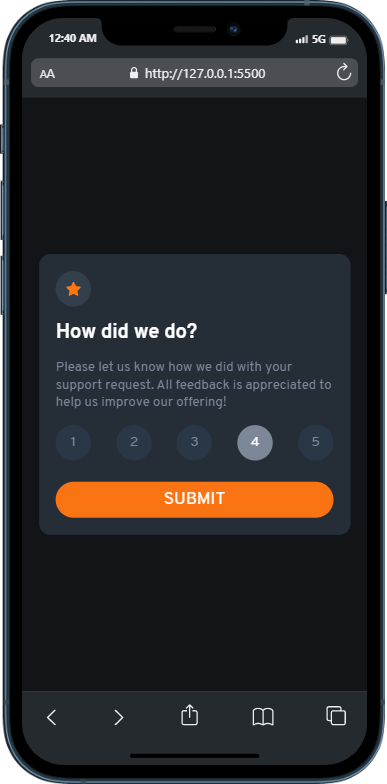 12:40 AM
5G
AA
http://127.0.0.1:5500
How did we do?
Please let us know how we did with your
support request. All feedback is appreciated to
help us improve our offering!
1 2 3 4 5
SUBMIT